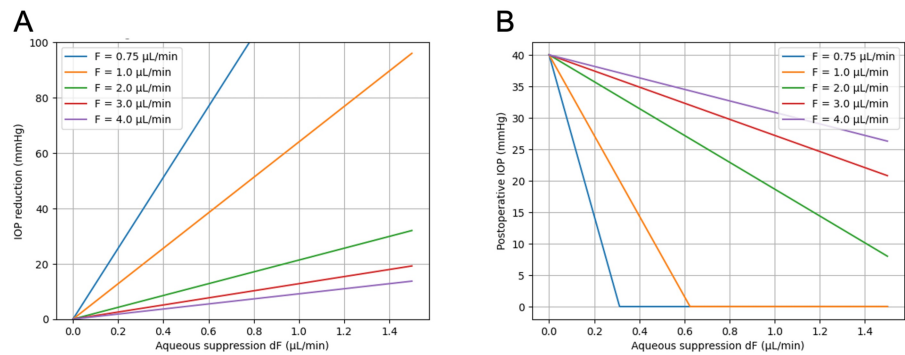 A
B
F = 0.75 µL/min
F = 1.0 µL/min
F = 2.0 µL/min
F = 3.0 µL/min
F = 4.0 µL/min
IOP reduction (mmHg)
100
80
60
40
20
0
0.0 0.2 0.4 0.6 0.8 1.0 1.2 1.4
Aqueous suppression dF (µL/min)
F = 0.75 µL/min
F = 1.0 µL/min
F = 2.0 µL/min
F = 3.0 µL/min
F = 4.0 µL/min
Postoperative IOP (mmHg)
40
35
30
25
20
15
10
5
0
0.0 0.2 0.4 0.6 0.8 1.0 1.2 1.4
Aqueous suppression dF (µL/min)